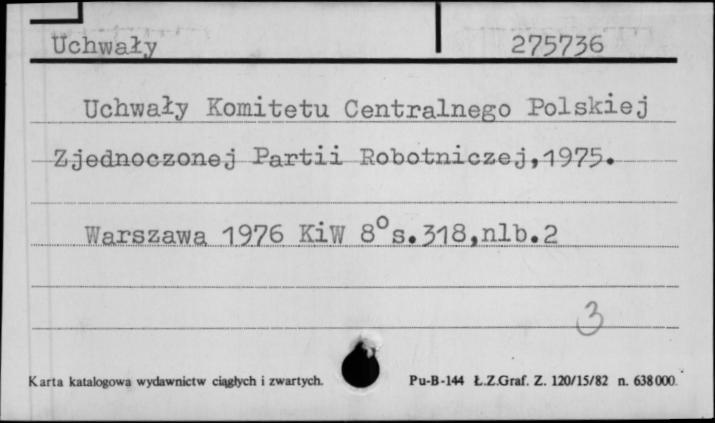 Uchwały 275736
Uchwały Komitetu Centralnego Polskiej
Zjednoczonej Partii Robotniczej,1975.
Warszawa 1976 KiW 8° s.318,nlb.2
3
Karta katalogowa wydawnictw ciągłych i zwartych. Pu-B-144 Ł.Z.Graf. Z. 120/15/82 n. 638000.